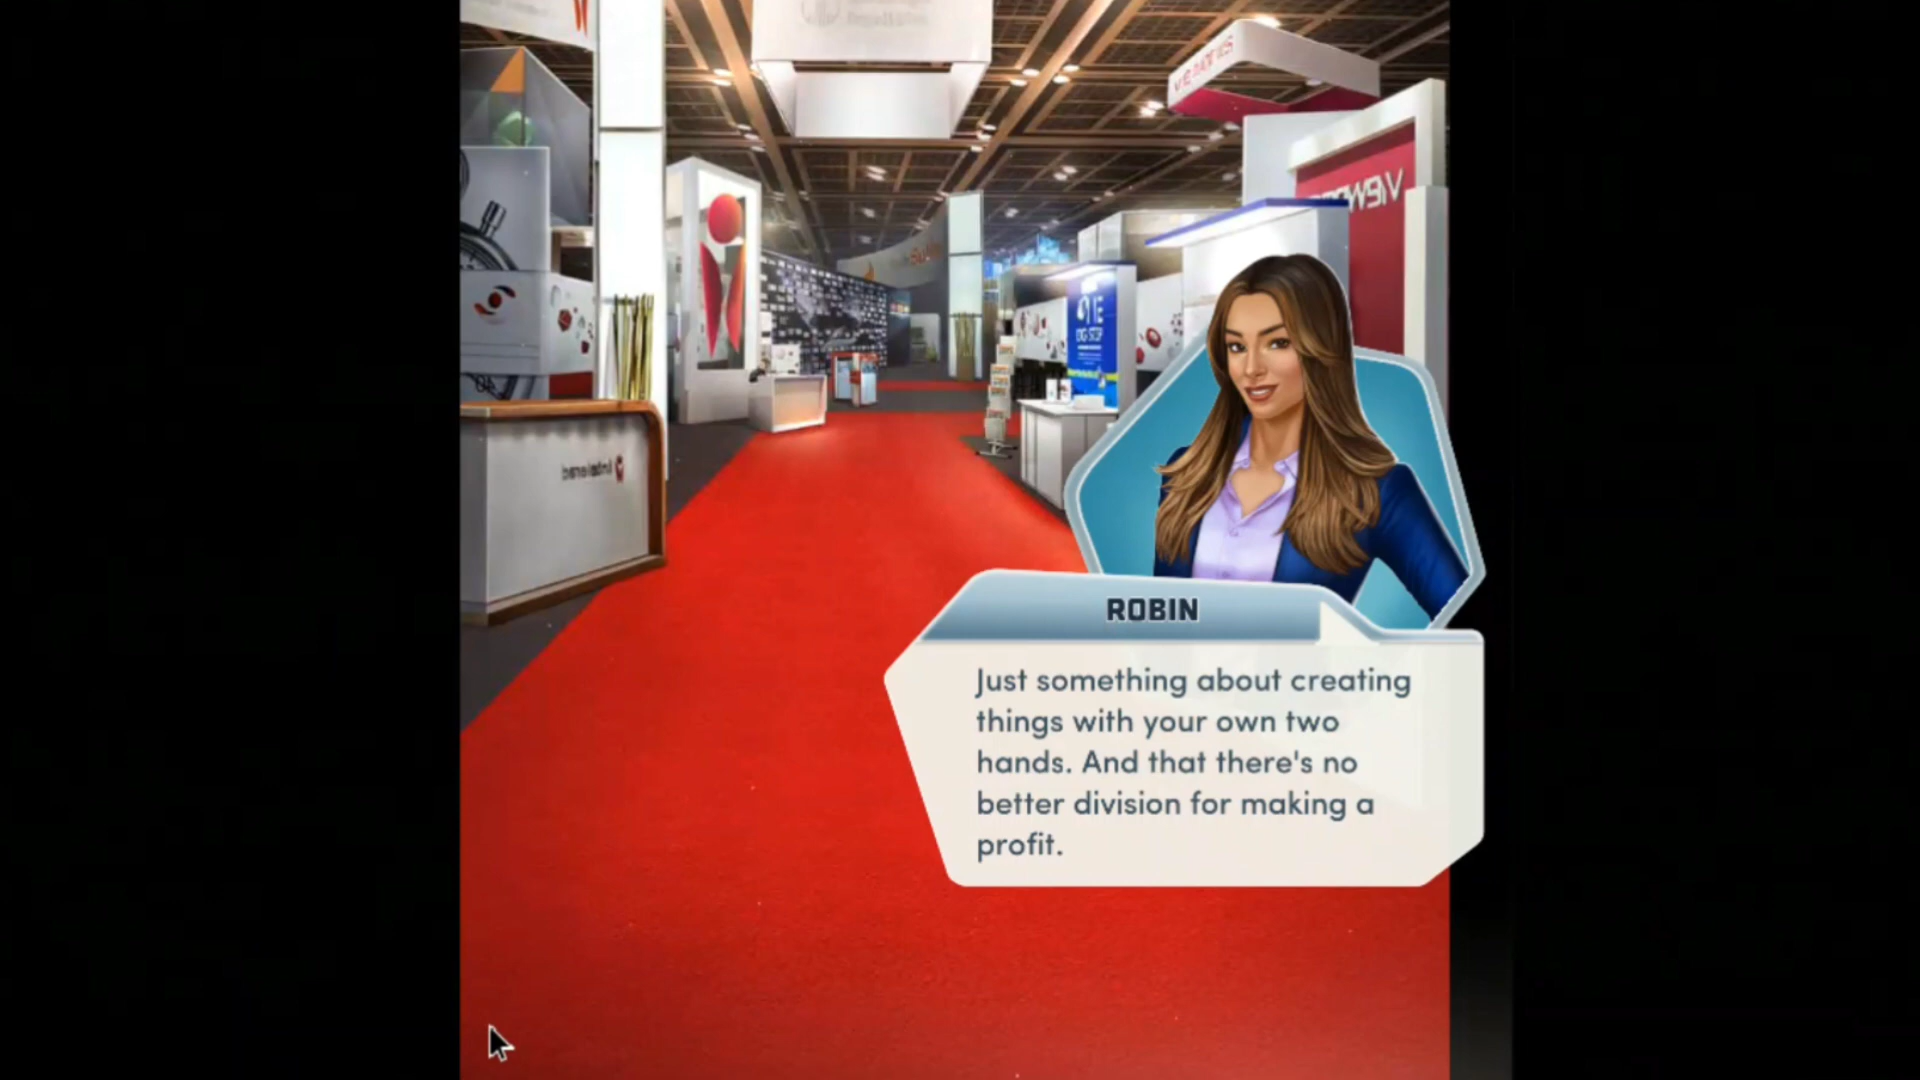 ROBIN
Just something about creating
things with your own two
hands. And that there's no
better division for making a
profit.